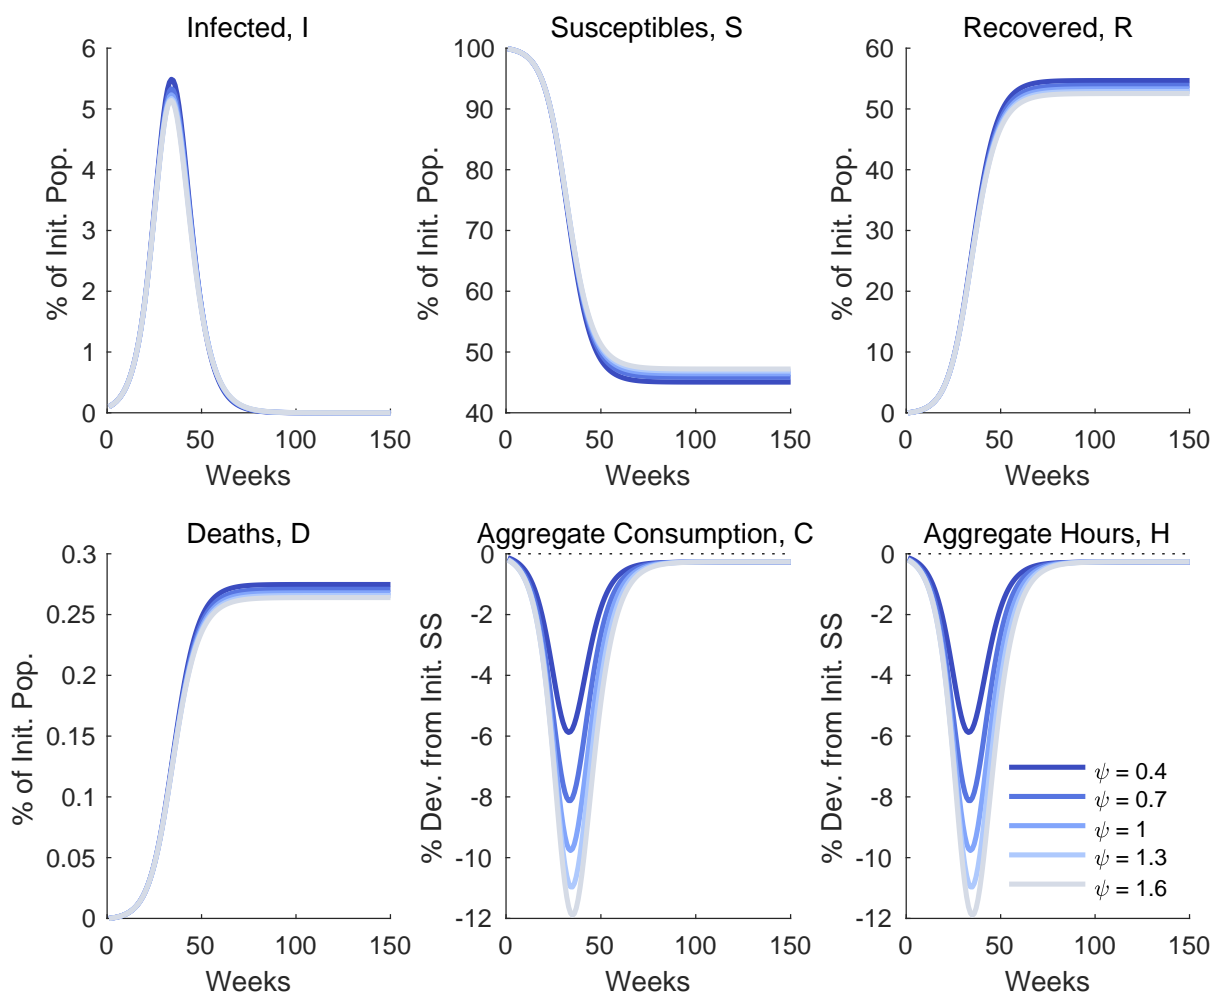 Infected, I
6
5
4
3
2
1
0
% of Init. Pop.
0 50 100 150
Weeks
Susceptibles, S
100
90
80
70
60
50
40
% of Init. Pop.
0 50 100 150
Weeks
Recovered, R
60
50
40
30
20
10
0
% of Init. Pop.
0 50 100 150
Weeks
Deaths, D
0.3
0.25
0.2
0.15
0.1
0.05
0
% of Init. Pop.
0 50 100 150
Weeks
Aggregate Consumption, C
0
-2
-4
-6
-8
-10
-12
% Dev. from Init. SS
0 50 100 150
Weeks
Aggregate Hours, H
0
-2
-4
-6
-8
-10
-12
% Dev. from Init. SS
ψ = 0.4
ψ = 0.7
ψ = 1
ψ = 1.3
ψ = 1.6
0 50 100 150
Weeks